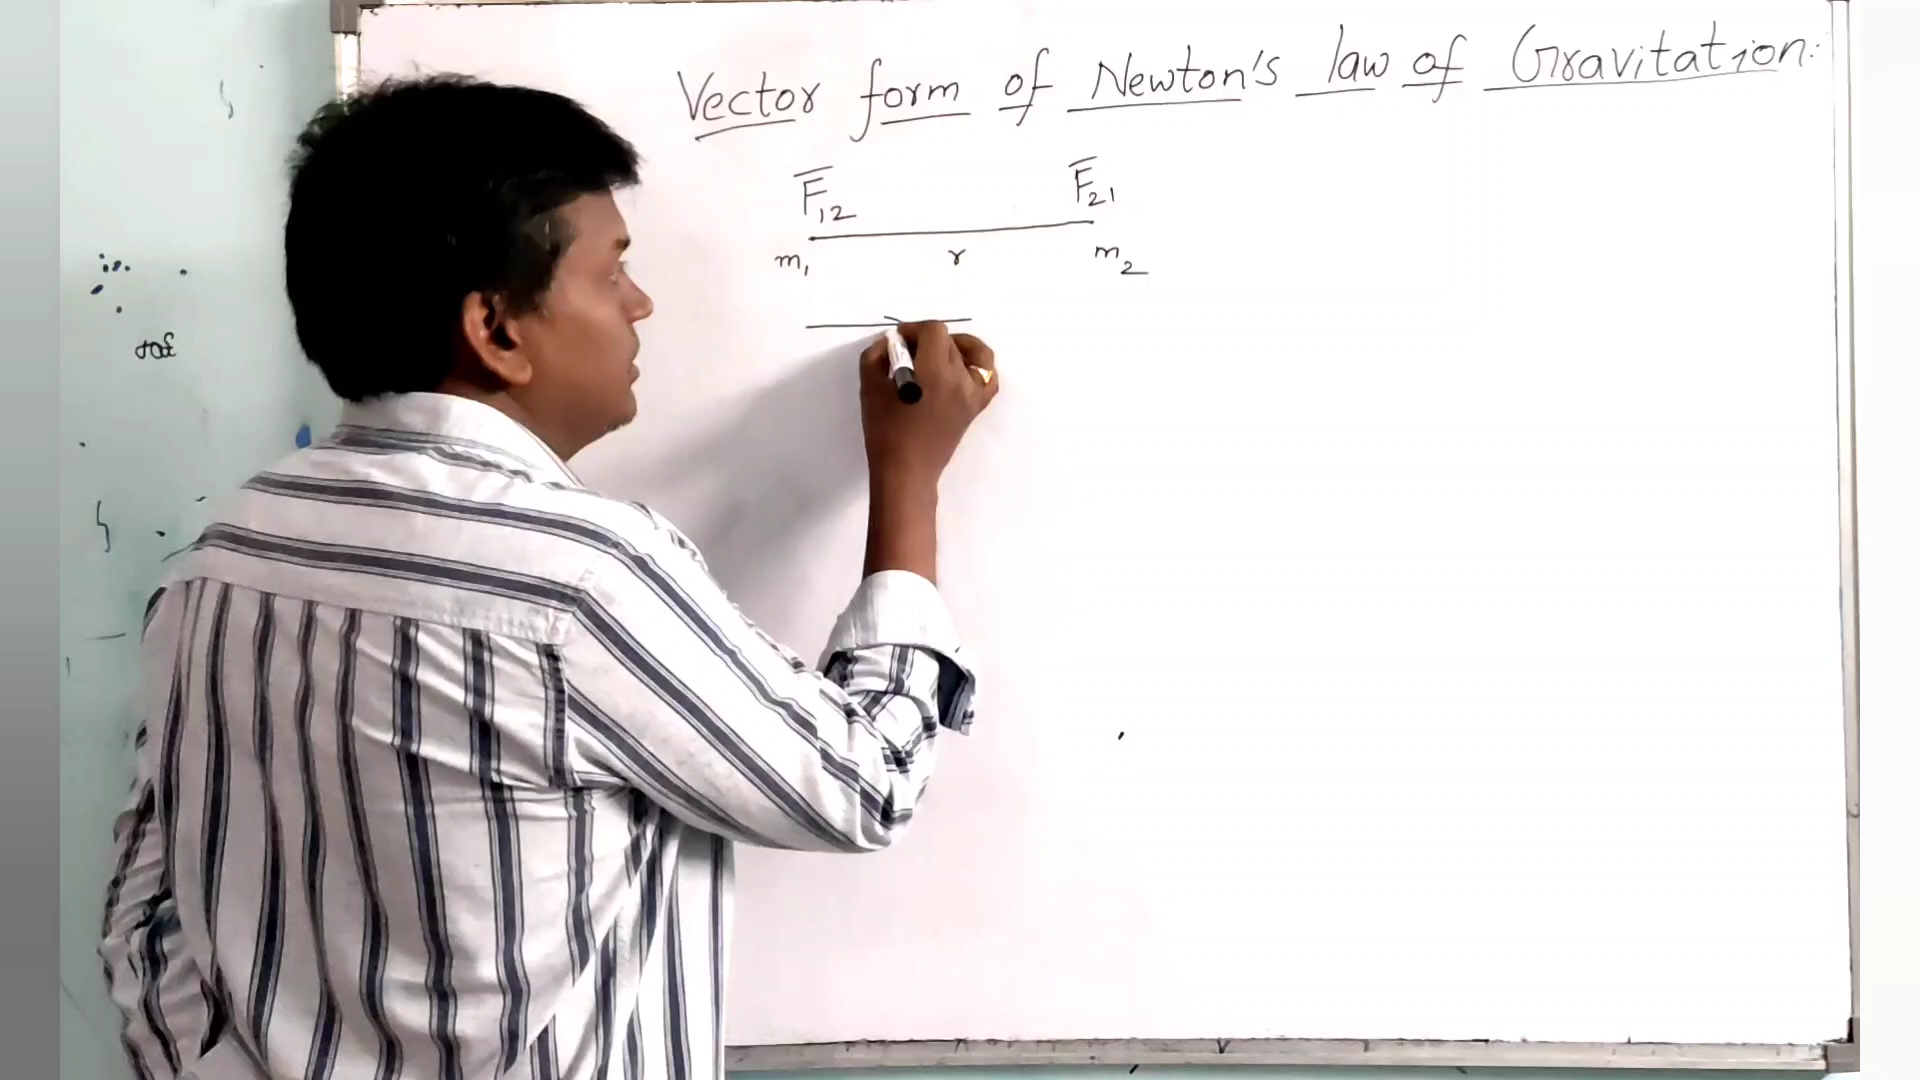 Vector form of Newton's law of Gravitation:
F̅₁₂ F̅₂₁
m₁ r m₂